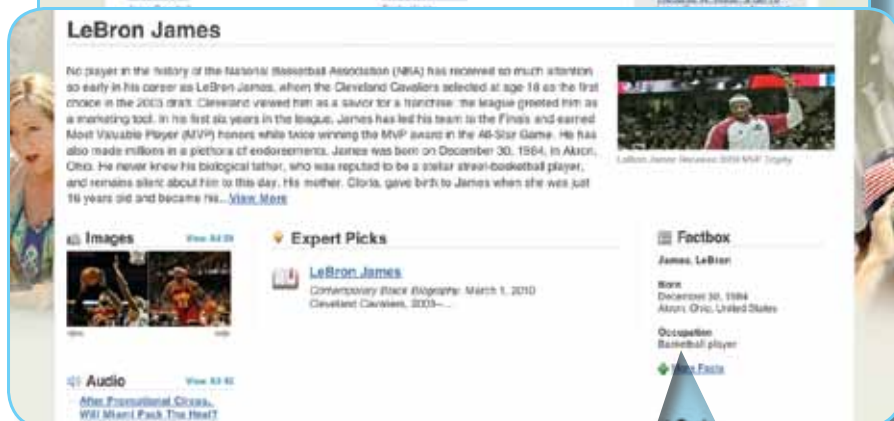 LeBron James
No player in the history of the National Basketball Association (NBA) has received so much attention
so early in his career as LeBron James, whom the Cleveland Cavaliers selected at age 18 as the first
choice in the 2003 draft. Cleveland viewed him as a savior for a franchise; the league greeted him as
a marketing tool. In his first six years in the league, James has led his team to the Finals and earned
Most Valuable Player (MVP) honors while twice winning the MVP award in the All-Star Game. He has
also made millions in a plethora of endorsements. James was born on December 30, 1984, in Akron,
Ohio. He never knew his biological father, who was reputed to be a stellar street-basketball player,
and remains silent about him to this day. His mother, Gloria, gave birth to James when she was just
16 years old and became his...View More
LeBron James Receives MVP Trophy
Images View All
Expert Picks
LeBron James
Contemporary Black Biography. March 1, 2010
Cleveland Cavaliers, 2003–...
Factbox
James, LeBron
Born
December 30, 1984
Akron, Ohio, United States
Occupation
Basketball player
More Facts
Audio View All
After Promotional Circus,
Will Miami Pack The Heat?